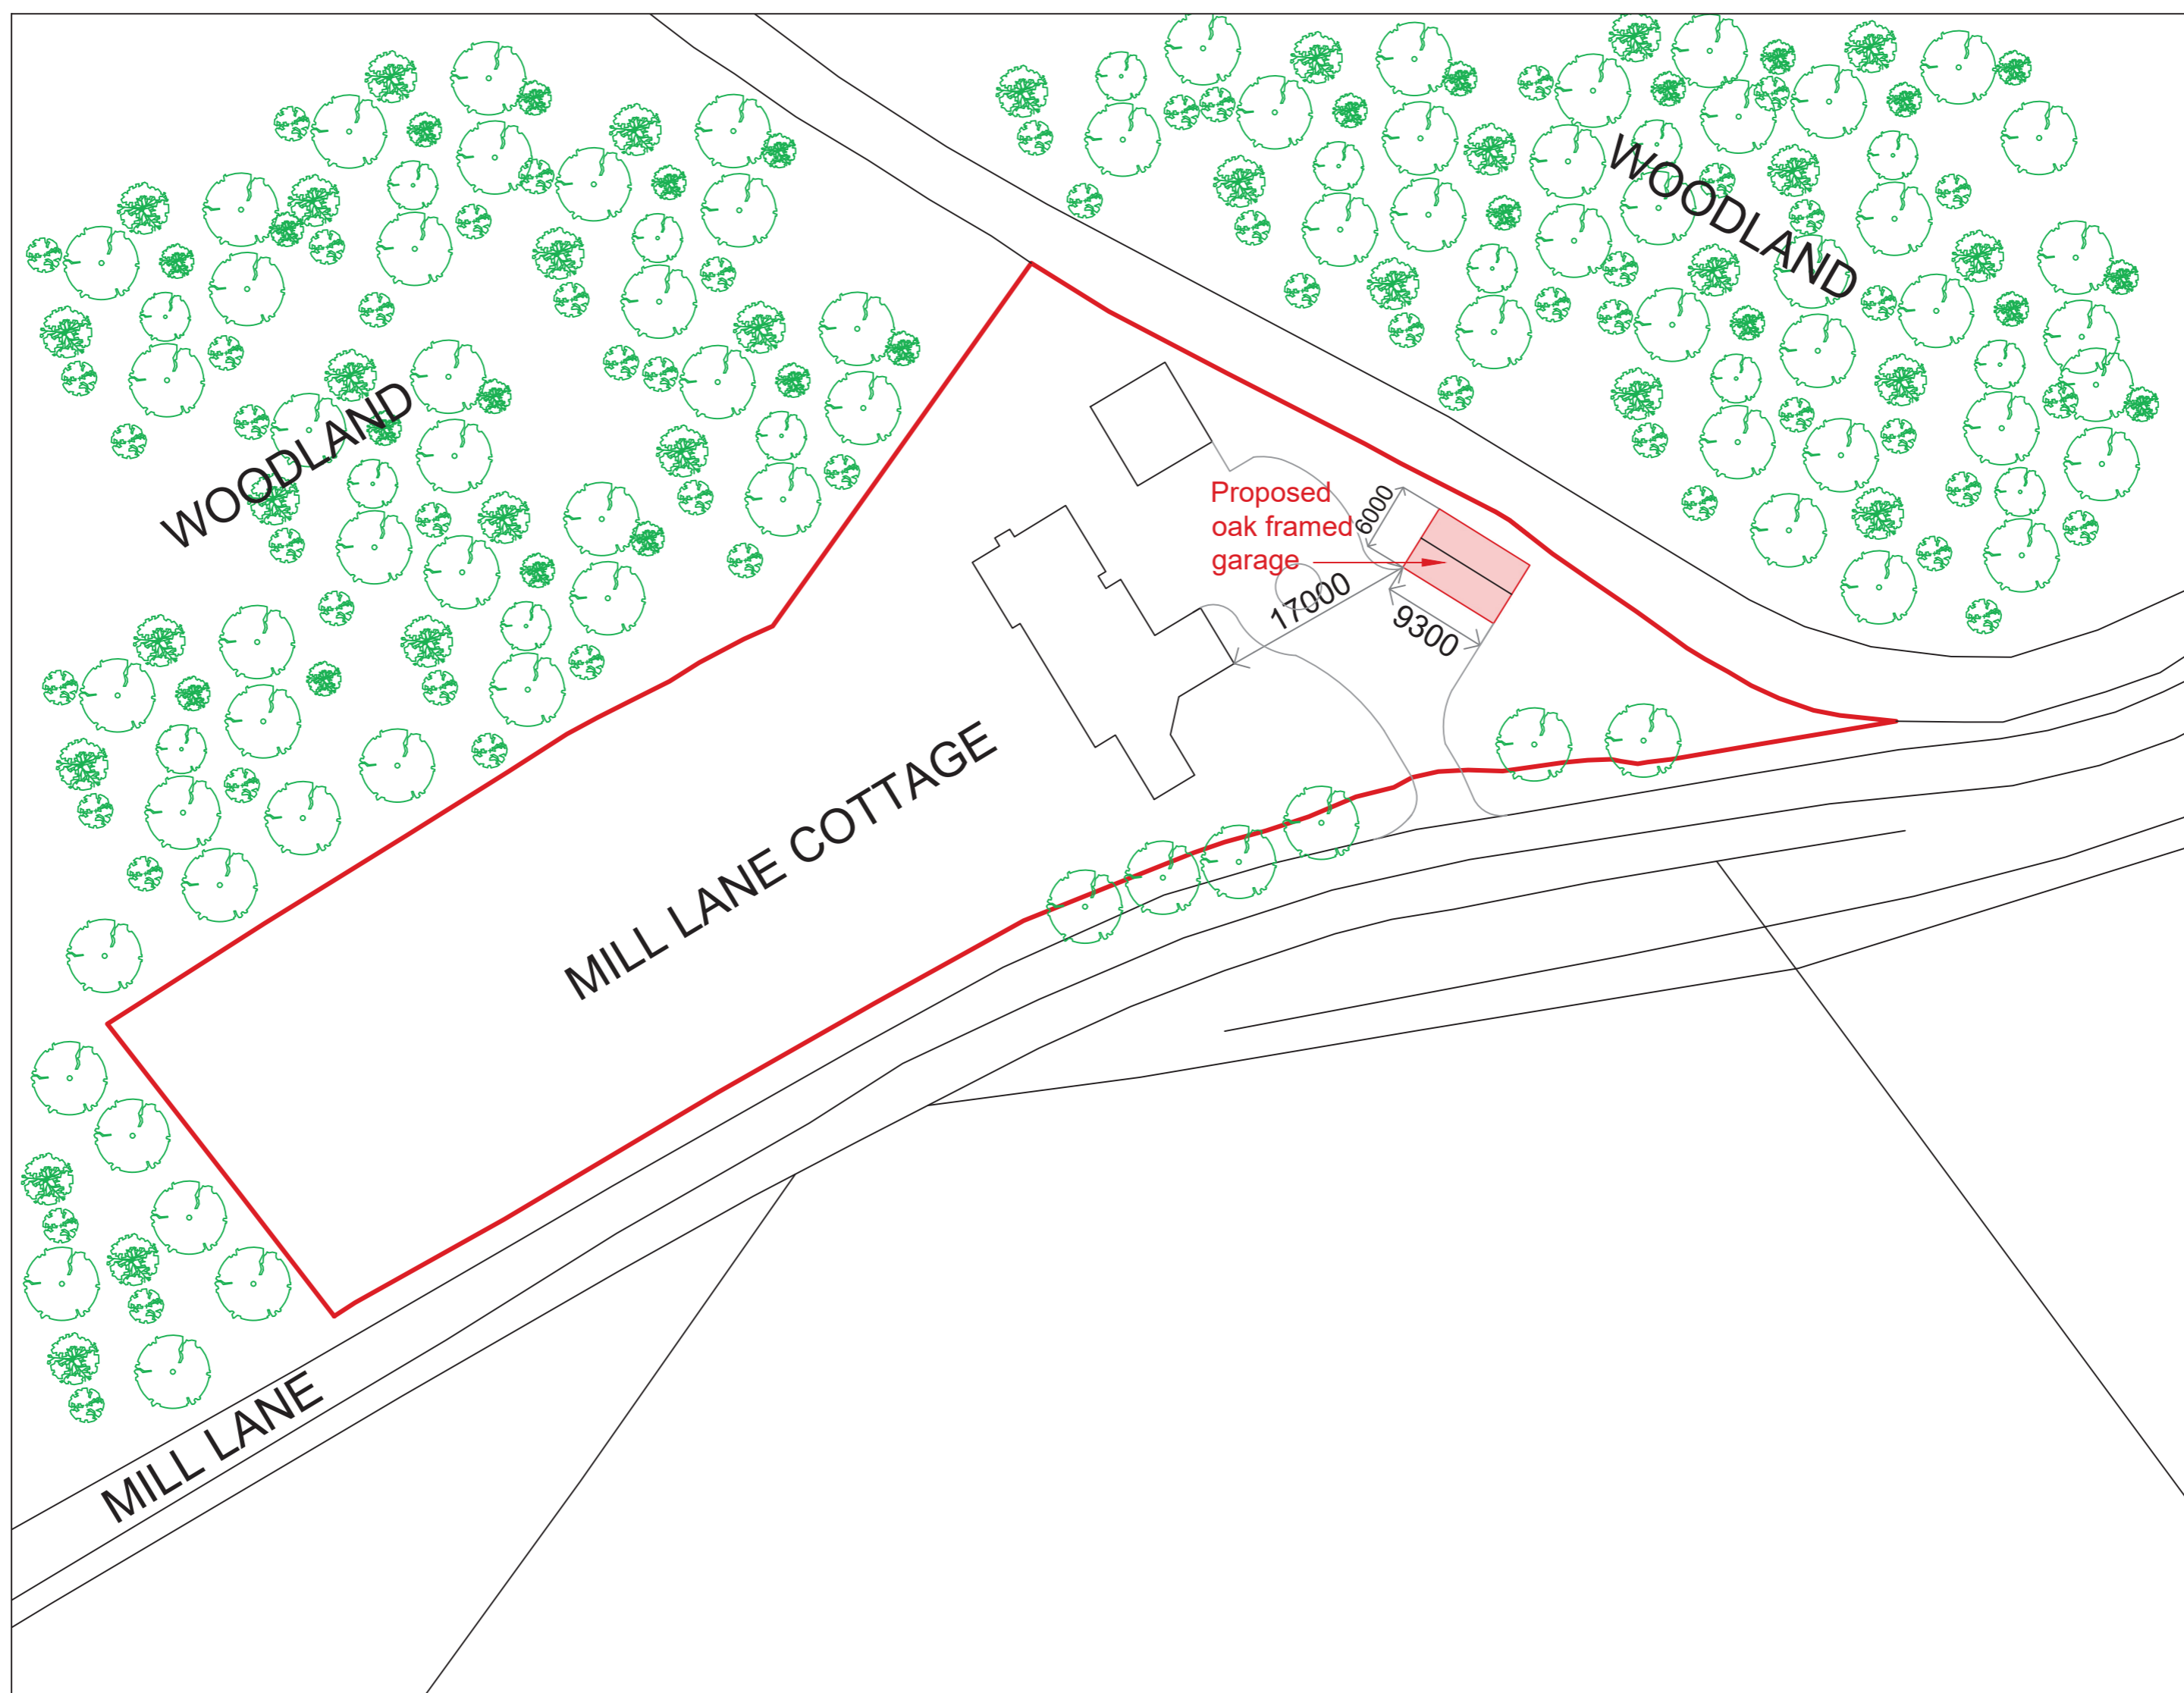 WOODLAND
WOODLAND
Proposed
oak framed
garage
6000
17000
9300
MILL LANE COTTAGE
MILL LANE